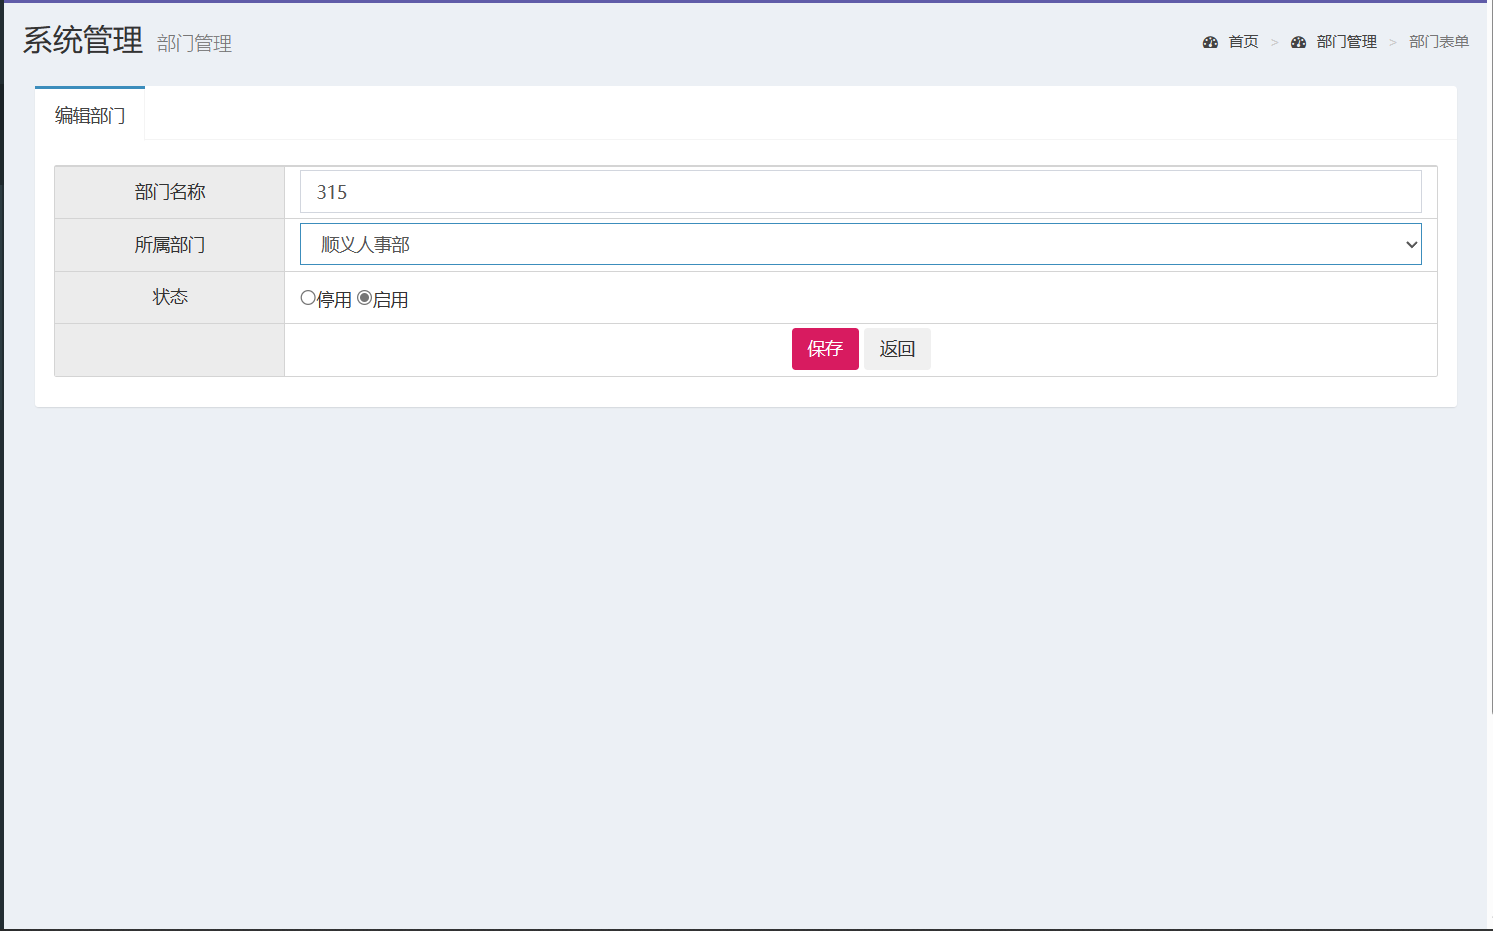 系统管理 部门管理
首页 > 部门管理 > 部门表单
编辑部门
部门名称 315
所属部门 顺义人事部
状态 停用 启用
保存 返回